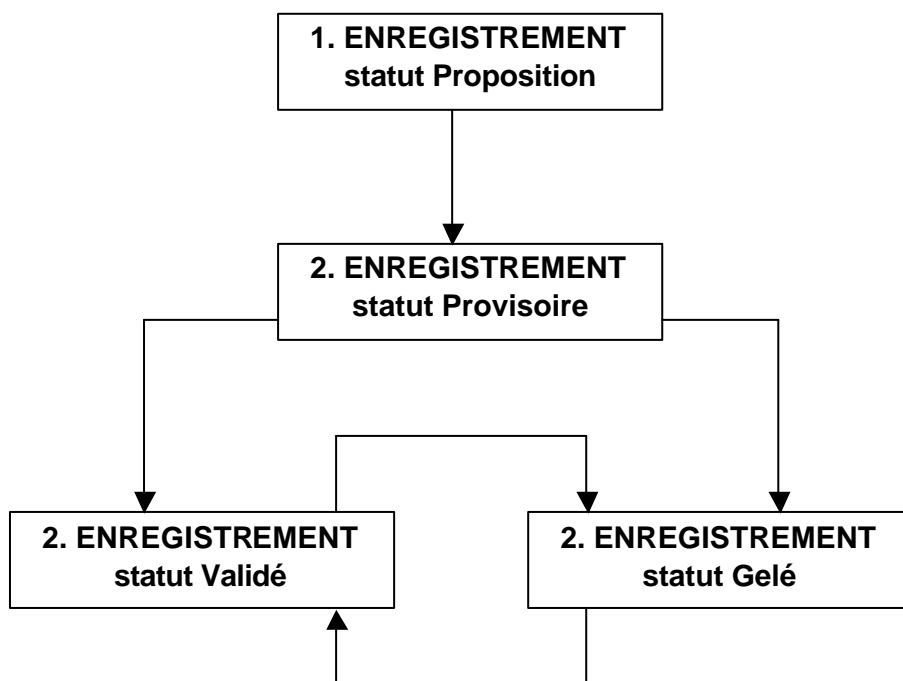 1. ENREGISTREMENT
statut Proposition
2. ENREGISTREMENT
statut Provisoire
2. ENREGISTREMENT
statut Validé
2. ENREGISTREMENT
statut Gelé